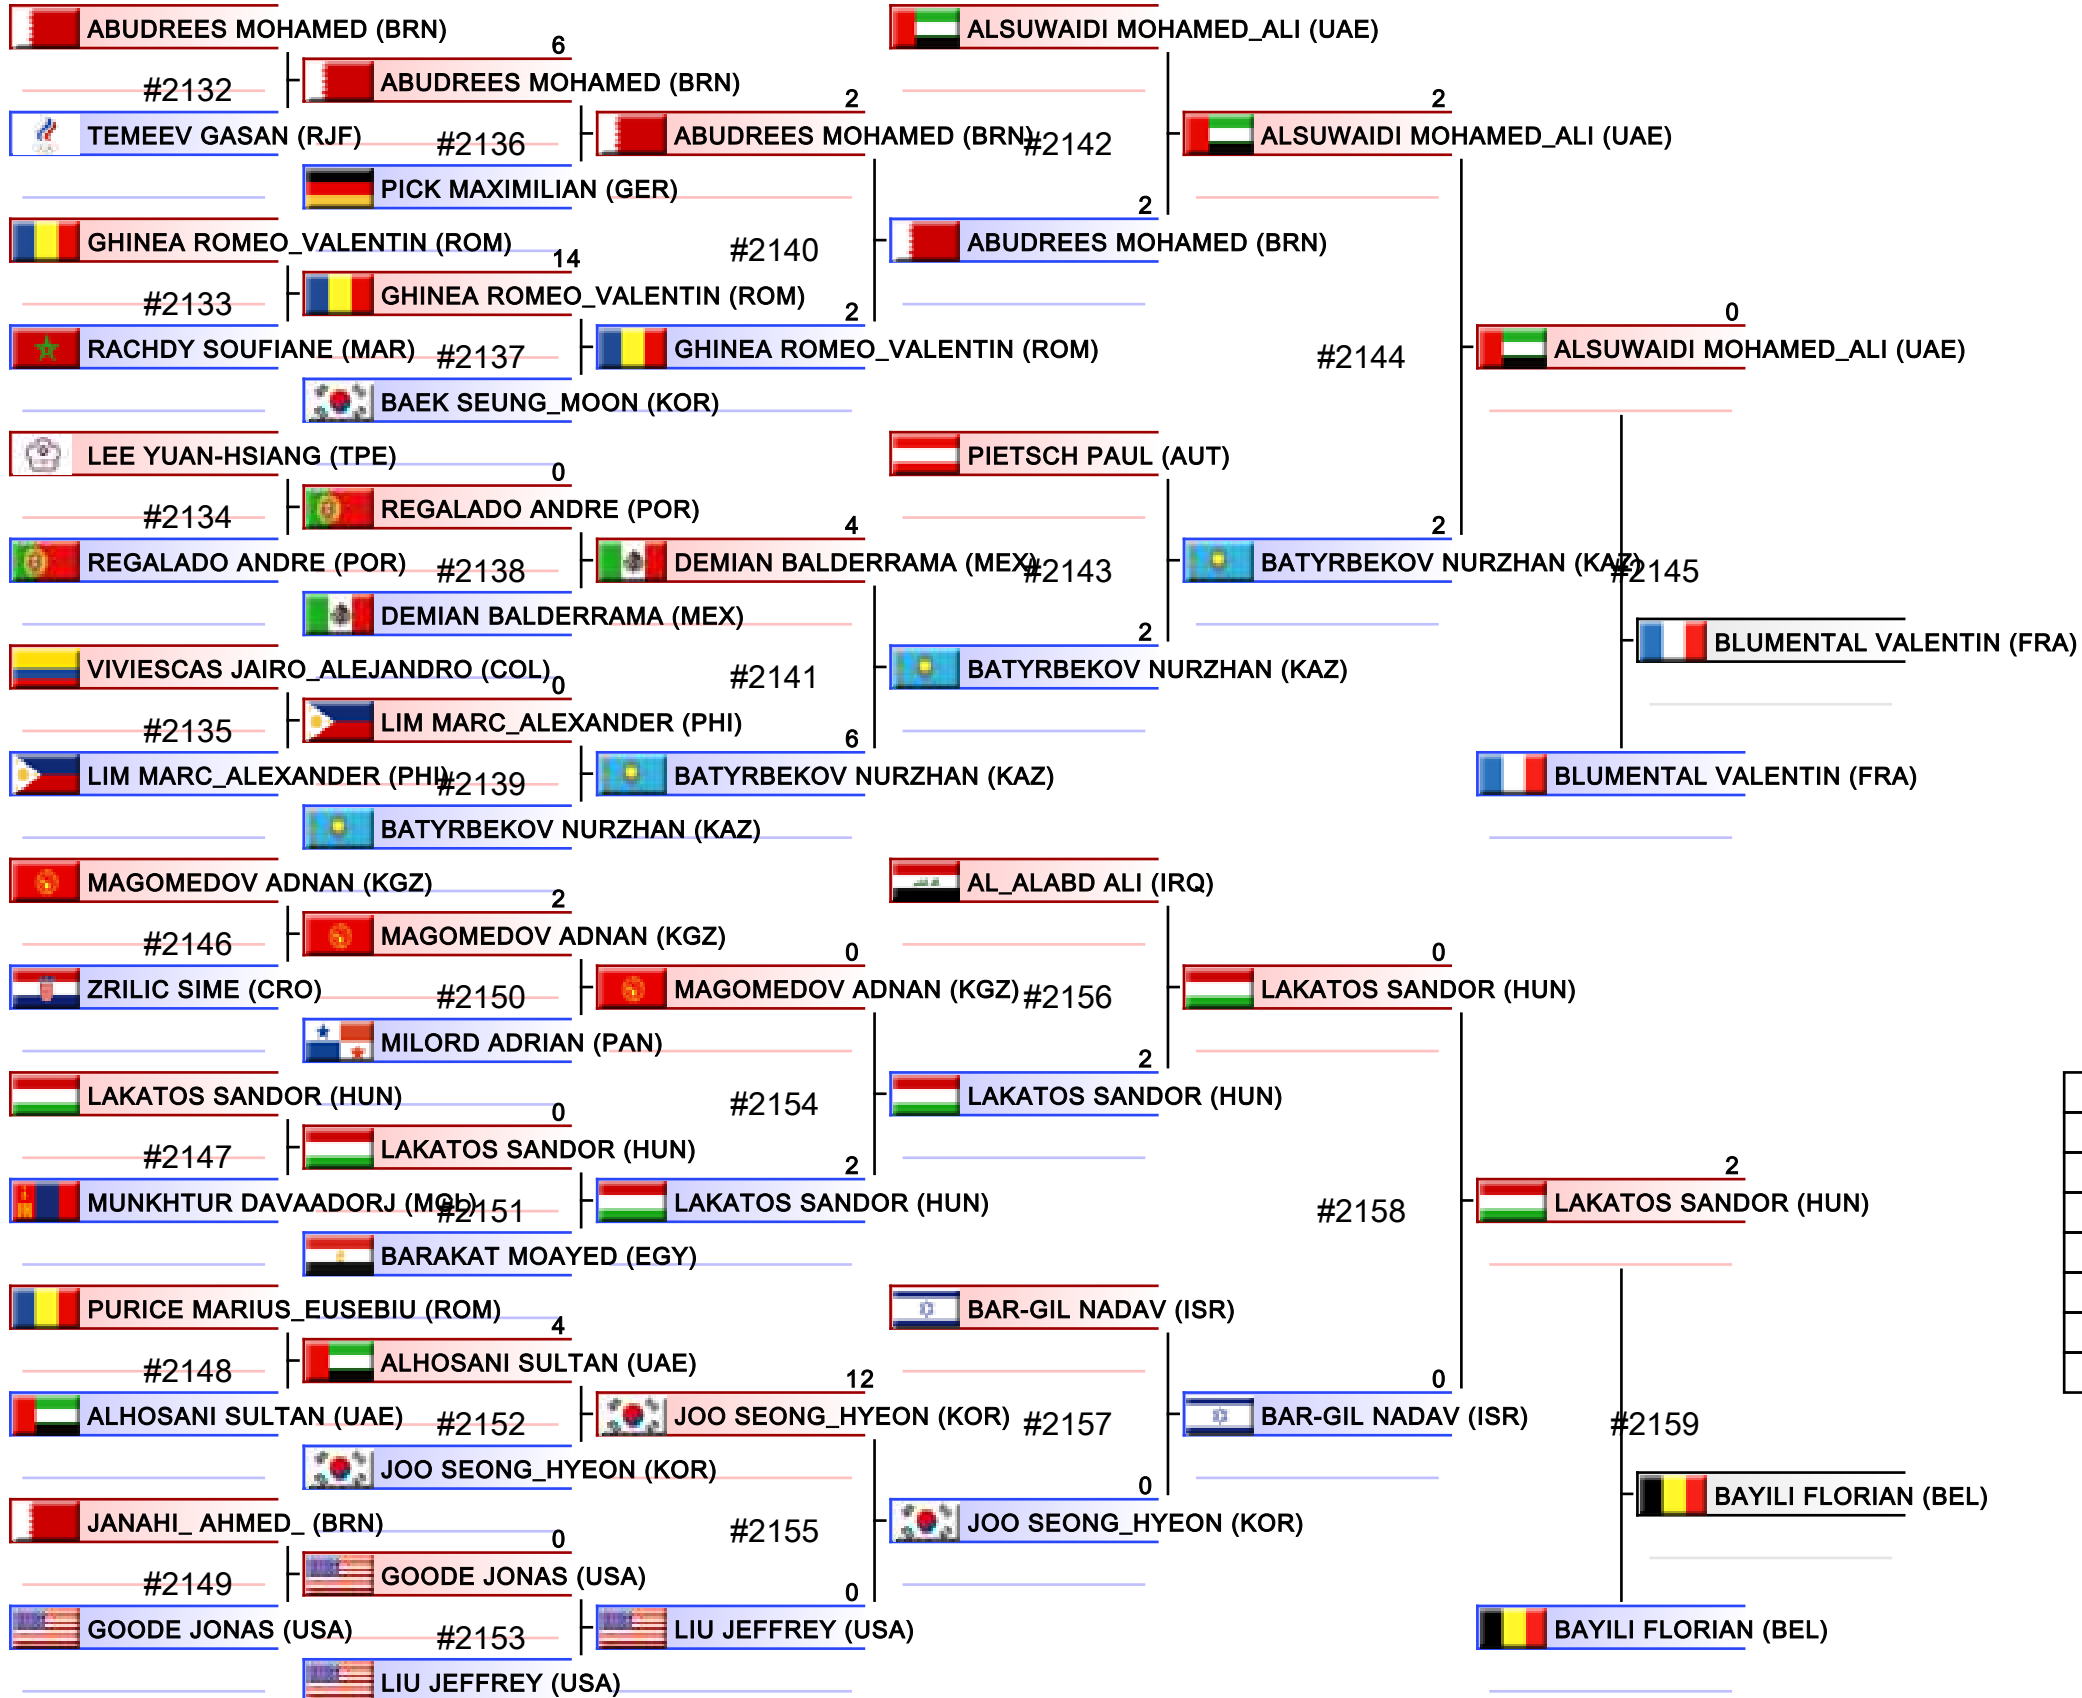 ABUDREES MOHAMED (BRN)
ALSUWAIDI MOHAMED_ALI (UAE)
6
#2132
ABUDREES MOHAMED (BRN)
2
2
TEMEEV GASAN (RJF)
#2136
ABUDREES MOHAMED (BRN)
#2142
ALSUWAIDI MOHAMED_ALI (UAE)
PICK MAXIMILIAN (GER)
2
GHINEA ROMEO_VALENTIN (ROM)
#2140
ABUDREES MOHAMED (BRN)
14
#2133
GHINEA ROMEO_VALENTIN (ROM)
2
0
RACHDY SOUFIANE (MAR)
#2137
GHINEA ROMEO_VALENTIN (ROM)
#2144
ALSUWAIDI MOHAMED_ALI (UAE)
BAEK SEUNG_MOON (KOR)
LEE YUAN-HSIANG (TPE)
PIETSCH PAUL (AUT)
0
#2134
REGALADO ANDRE (POR)
4
2
REGALADO ANDRE (POR)
#2138
DEMIAN BALDERRAMA (MEX)
#2143
BATYRBEKOV NURZHAN (KAZ)
#2145
DEMIAN BALDERRAMA (MEX)
2
BLUMENTAL VALENTIN (FRA)
VIVIESCAS JAIRO_ALEJANDRO (COL)
#2141
BATYRBEKOV NURZHAN (KAZ)
0
#2135
LIM MARC_ALEXANDER (PHI)
6
LIM MARC_ALEXANDER (PHI)
#2139
BATYRBEKOV NURZHAN (KAZ)
BLUMENTAL VALENTIN (FRA)
BATYRBEKOV NURZHAN (KAZ)
MAGOMEDOV ADNAN (KGZ)
AL_ALABD ALI (IRQ)
2
#2146
MAGOMEDOV ADNAN (KGZ)
0
0
ZRILIC SIME (CRO)
#2150
MAGOMEDOV ADNAN (KGZ)
#2156
LAKATOS SANDOR (HUN)
MILORD ADRIAN (PAN)
2
LAKATOS SANDOR (HUN)
#2154
LAKATOS SANDOR (HUN)
0
#2147
LAKATOS SANDOR (HUN)
2
2
MUNKHTUR DAVAADORJ (MGL)
#2151
LAKATOS SANDOR (HUN)
#2158
LAKATOS SANDOR (HUN)
BARAKAT MOAYED (EGY)
PURICE MARIUS_EUSEBIU (ROM)
BAR-GIL NADAV (ISR)
4
#2148
ALHOSANI SULTAN (UAE)
12
0
ALHOSANI SULTAN (UAE)
#2152
JOO SEONG_HYEON (KOR)
#2157
BAR-GIL NADAV (ISR)
#2159
JOO SEONG_HYEON (KOR)
0
BAYILI FLORIAN (BEL)
JANAHI_ AHMED_ (BRN)
#2155
JOO SEONG_HYEON (KOR)
0
#2149
GOODE JONAS (USA)
0
GOODE JONAS (USA)
#2153
LIU JEFFREY (USA)
BAYILI FLORIAN (BEL)
LIU JEFFREY (USA)